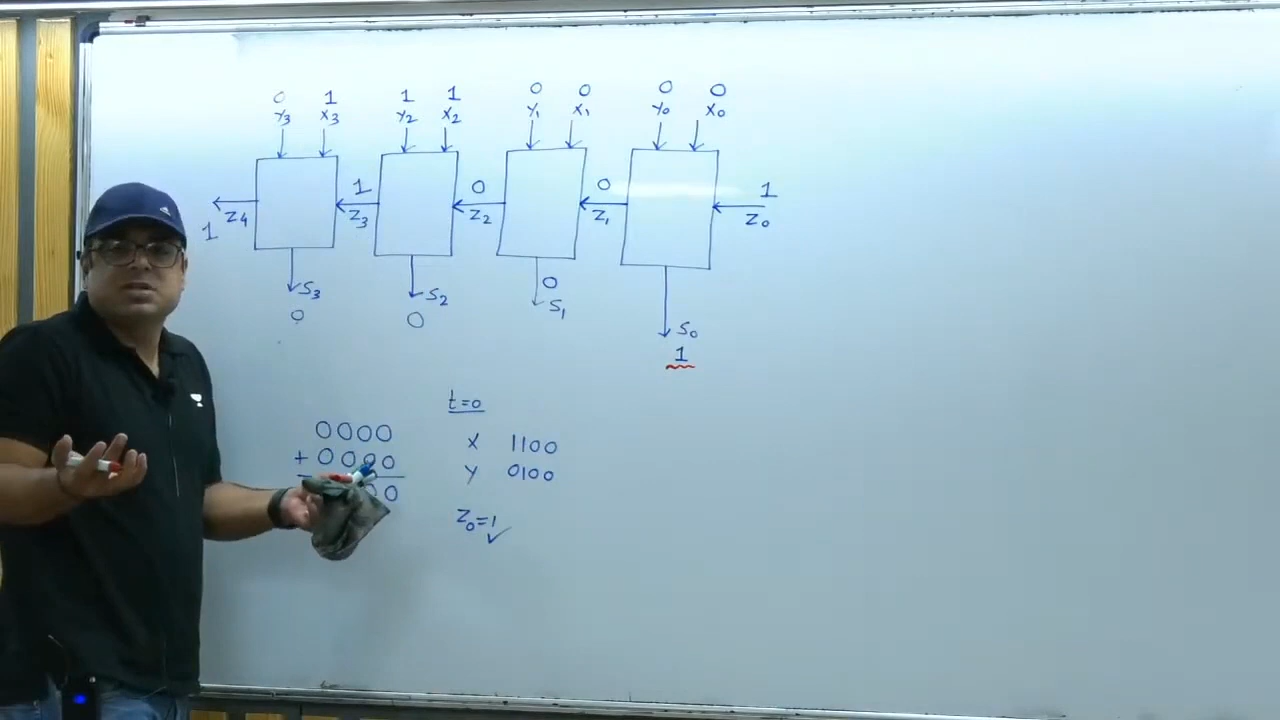 0 1 1 1 0 0 0 0
Y3 X3 Y2 X2 Y1 X1 Y0 X0
1 0 0 1
Z4 Z3 Z2 Z1 Z0
1
S3 S2 S1 S0
0 0 0 1
t=0
0000
+0000
00
X 1100
Y 0100
Z0=1 ✓